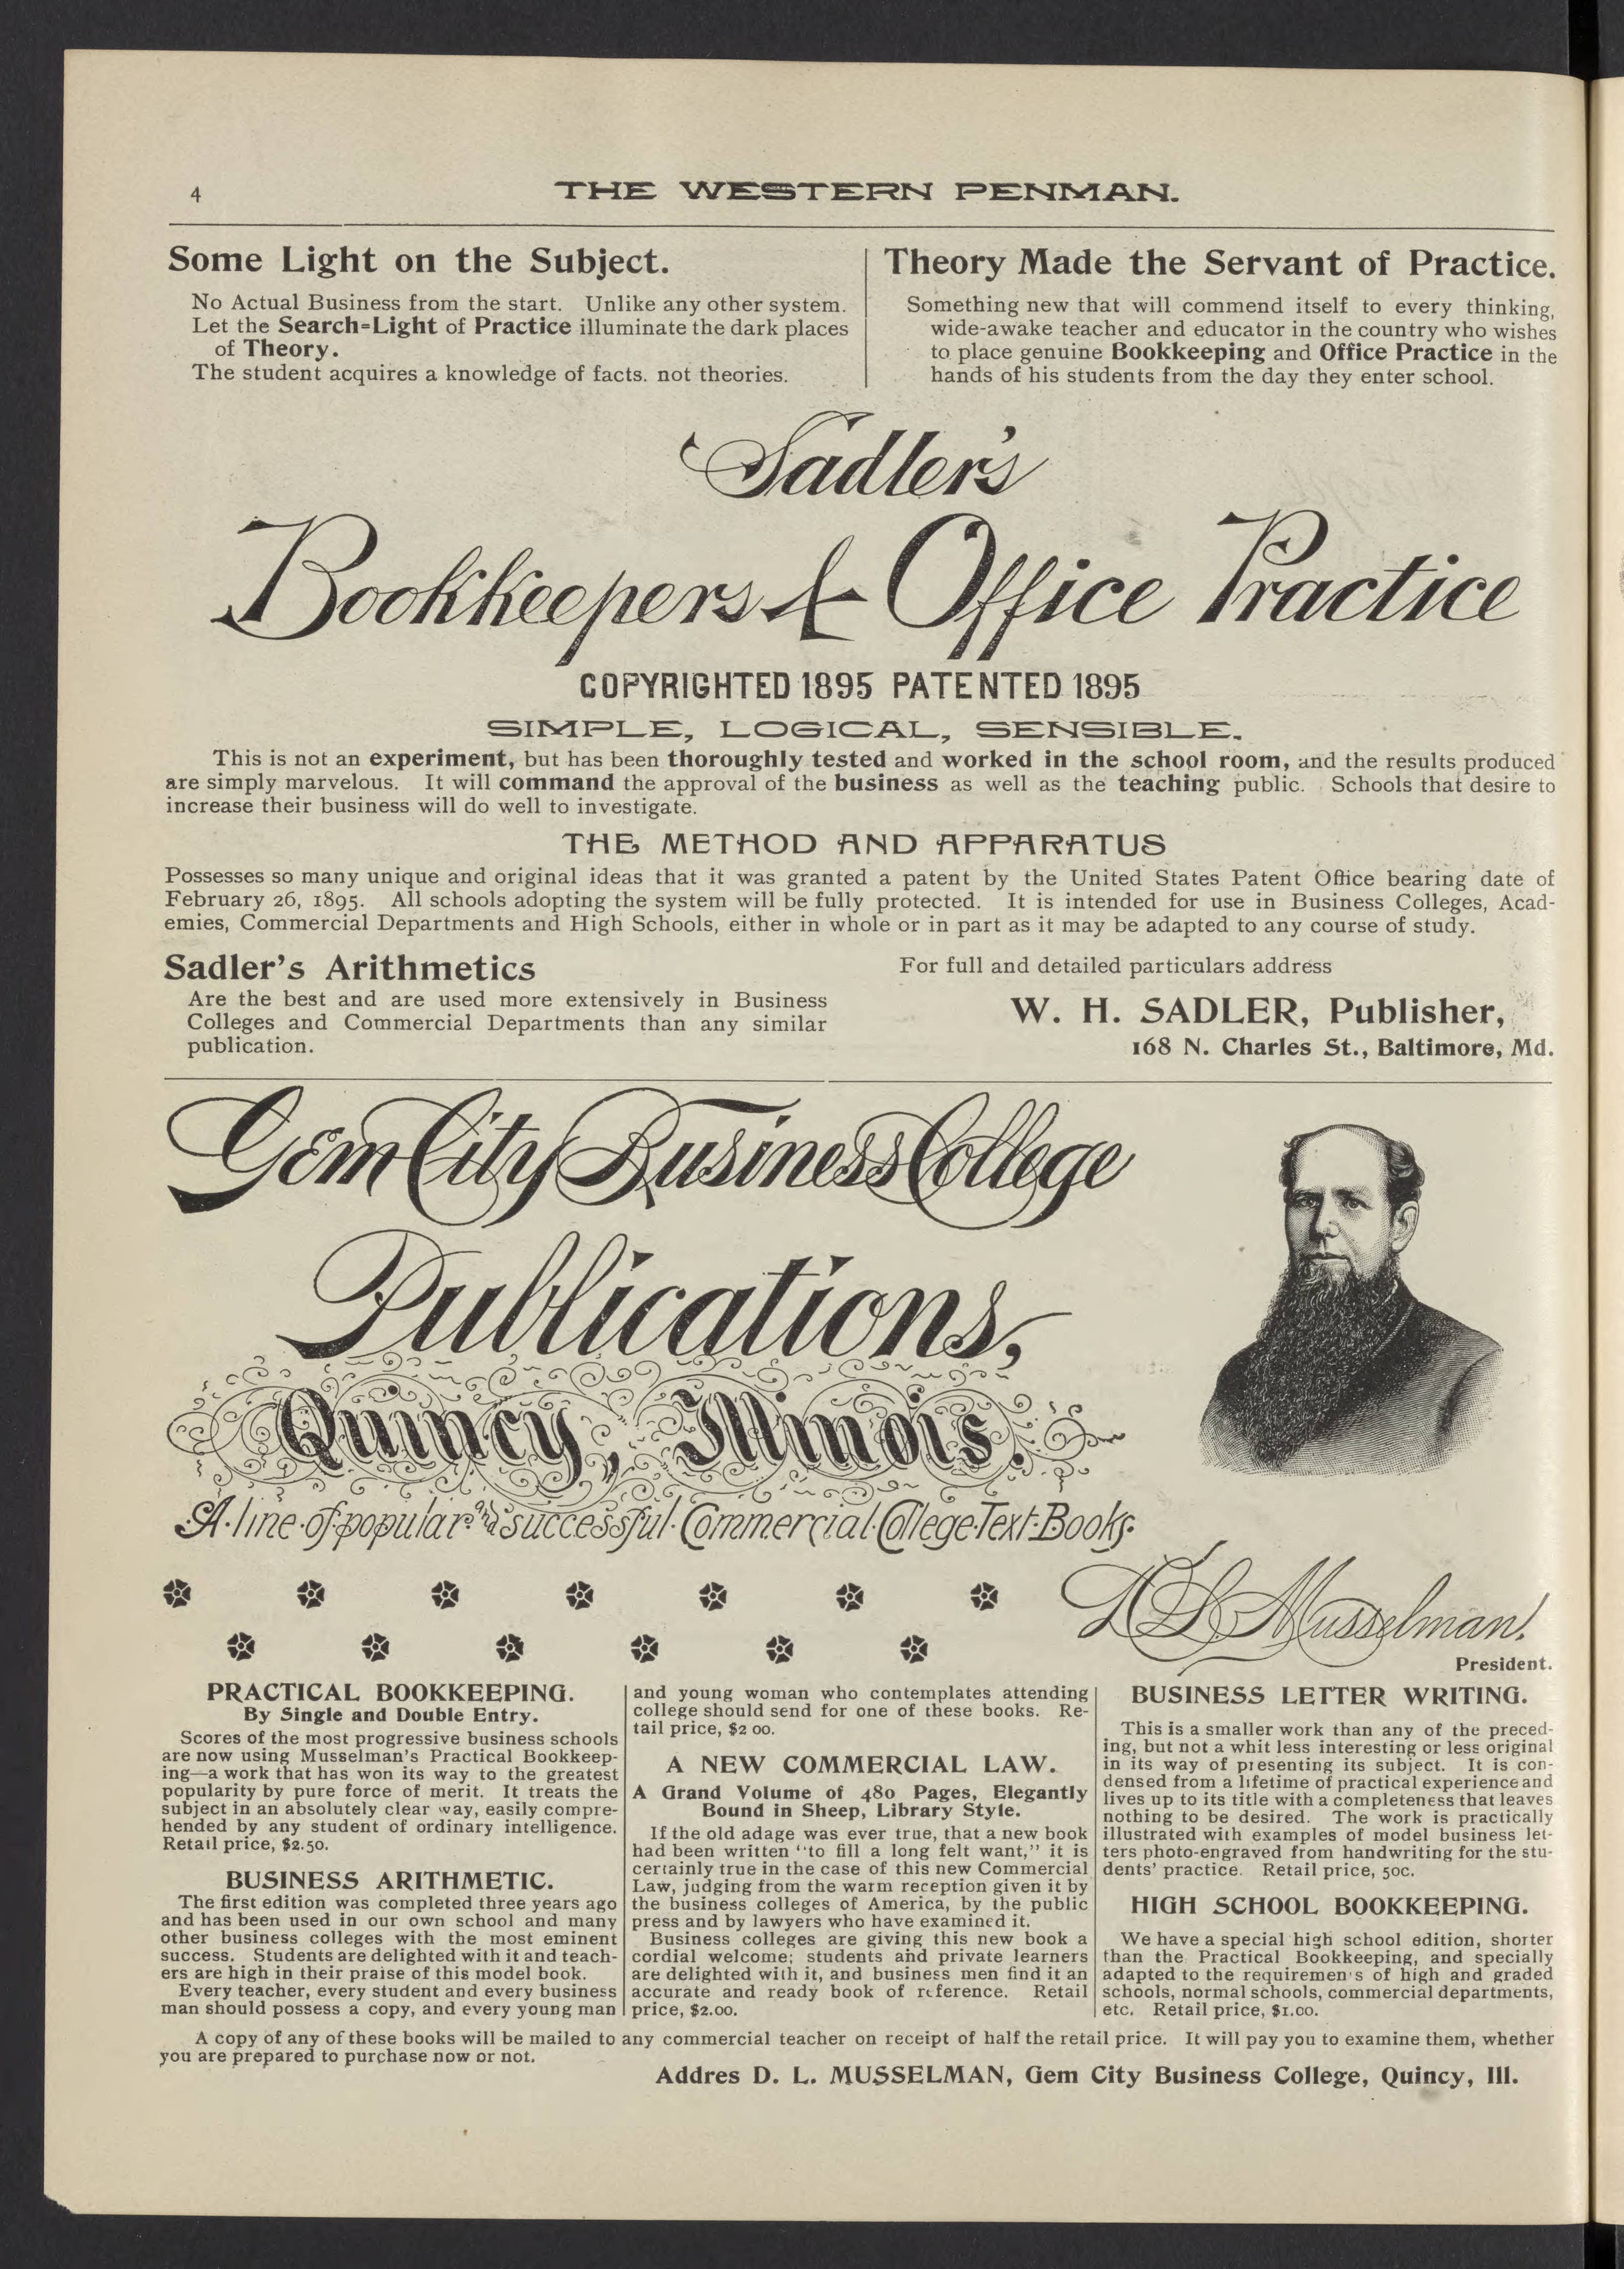 4
THE WESTERN PENMAN.
Some Light on the Subject.
No Actual Business from the start. Unlike any other system.
Let the Search=Light of Practice illuminate the dark places
of Theory.
The student acquires a knowledge of facts. not theories.
Theory Made the Servant of Practice.
Something new that will commend itself to every thinking,
wide-awake teacher and educator in the country who wishes
to place genuine Bookkeeping and Office Practice in the
hands of his students from the day they enter school.
Sadler's
Bookkeepers & Office Practice
COPYRIGHTED 1895 PATENTED 1895
SIMPLE, LOGICAL, SENSIBLE.
This is not an experiment, but has been thoroughly tested and worked in the school room, and the results produced
are simply marvelous. It will command the approval of the business as well as the teaching public. Schools that desire to
increase their business will do well to investigate.
THE METHOD AND APPARATUS
Possesses so many unique and original ideas that it was granted a patent by the United States Patent Office bearing date of
February 26, 1895. All schools adopting the system will be fully protected. It is intended for use in Business Colleges, Acad-
emies, Commercial Departments and High Schools, either in whole or in part as it may be adapted to any course of study.
Sadler's Arithmetics
Are the best and are used more extensively in Business
Colleges and Commercial Departments than any similar
publication.
For full and detailed particulars address
W. H. SADLER, Publisher,
168 N. Charles St., Baltimore, Md.
Gem City Business College
Publications,
Quincy, Illinois.
A·line·of·popular·and·successful·Commercial·College·Text·Books·
D L Musselman.
President.
PRACTICAL BOOKKEEPING.
By Single and Double Entry.
Scores of the most progressive business schools
are now using Musselman's Practical Bookkeep-
ing—a work that has won its way to the greatest
popularity by pure force of merit. It treats the
subject in an absolutely clear way, easily compre-
hended by any student of ordinary intelligence.
Retail price, $2.50.
BUSINESS ARITHMETIC.
The first edition was completed three years ago
and has been used in our own school and many
other business colleges with the most eminent
success. Students are delighted with it and teach-
ers are high in their praise of this model book.
Every teacher, every student and every business
man should possess a copy, and every young man
and young woman who contemplates attending
college should send for one of these books. Re-
tail price, $2 00.
A NEW COMMERCIAL LAW.
A Grand Volume of 480 Pages, Elegantly
Bound in Sheep, Library Style.
If the old adage was ever true, that a new book
had been written "to fill a long felt want," it is
certainly true in the case of this new Commercial
Law, judging from the warm reception given it by
the business colleges of America, by the public
press and by lawyers who have examined it.
Business colleges are giving this new book a
cordial welcome; students and private learners
are delighted with it, and business men find it an
accurate and ready book of reference. Retail
price, $2.00.
BUSINESS LETTER WRITING.
This is a smaller work than any of the preced-
ing, but not a whit less interesting or less original
in its way of presenting its subject. It is con-
densed from a lifetime of practical experience and
lives up to its title with a completeness that leaves
nothing to be desired. The work is practically
illustrated with examples of model business let-
ters photo-engraved from handwriting for the stu-
dents' practice. Retail price, 50c.
HIGH SCHOOL BOOKKEEPING.
We have a special high school edition, shorter
than the Practical Bookkeeping, and specially
adapted to the requiremen's of high and graded
schools, normal schools, commercial departments,
etc. Retail price, $1.00.
A copy of any of these books will be mailed to any commercial teacher on receipt of half the retail price. It will pay you to examine them, whether
you are prepared to purchase now or not.
Addres D. L. MUSSELMAN, Gem City Business College, Quincy, Ill.